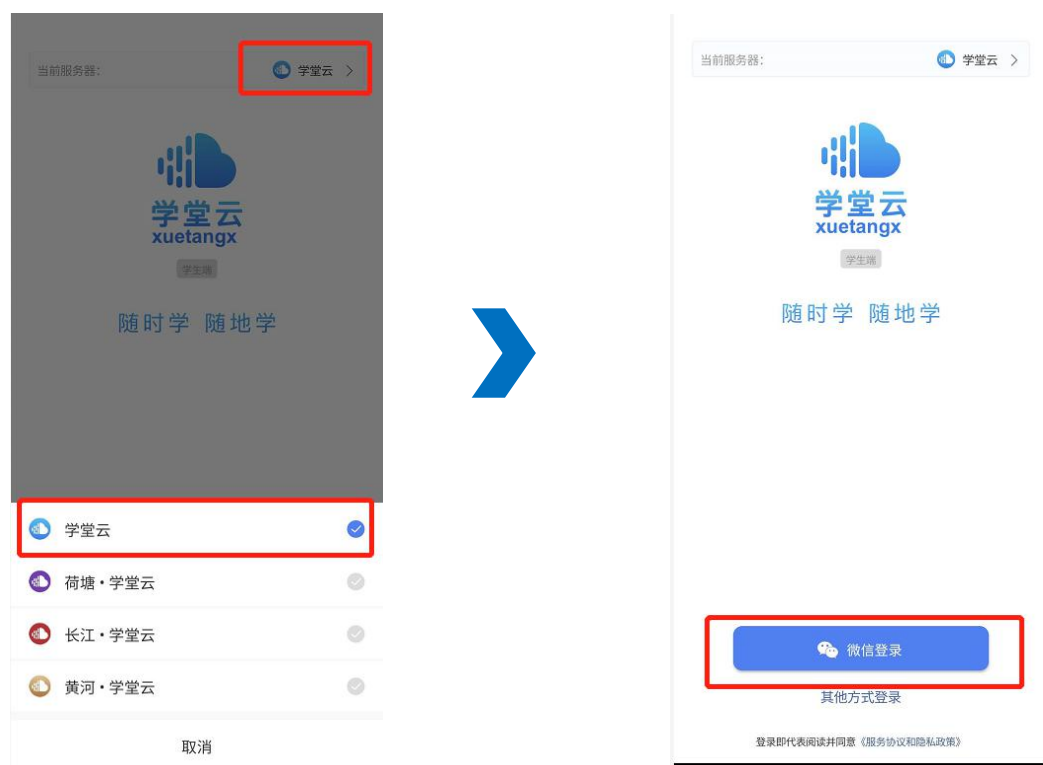 当前服务器：
学堂云
学堂云
xuetangx
学生端
随时学 随地学
学堂云
荷塘·学堂云
长江·学堂云
黄河·学堂云
取消
当前服务器：
学堂云
学堂云
xuetangx
学生端
随时学 随地学
微信登录
其他方式登录
登录即代表阅读并同意《服务协议和隐私政策》